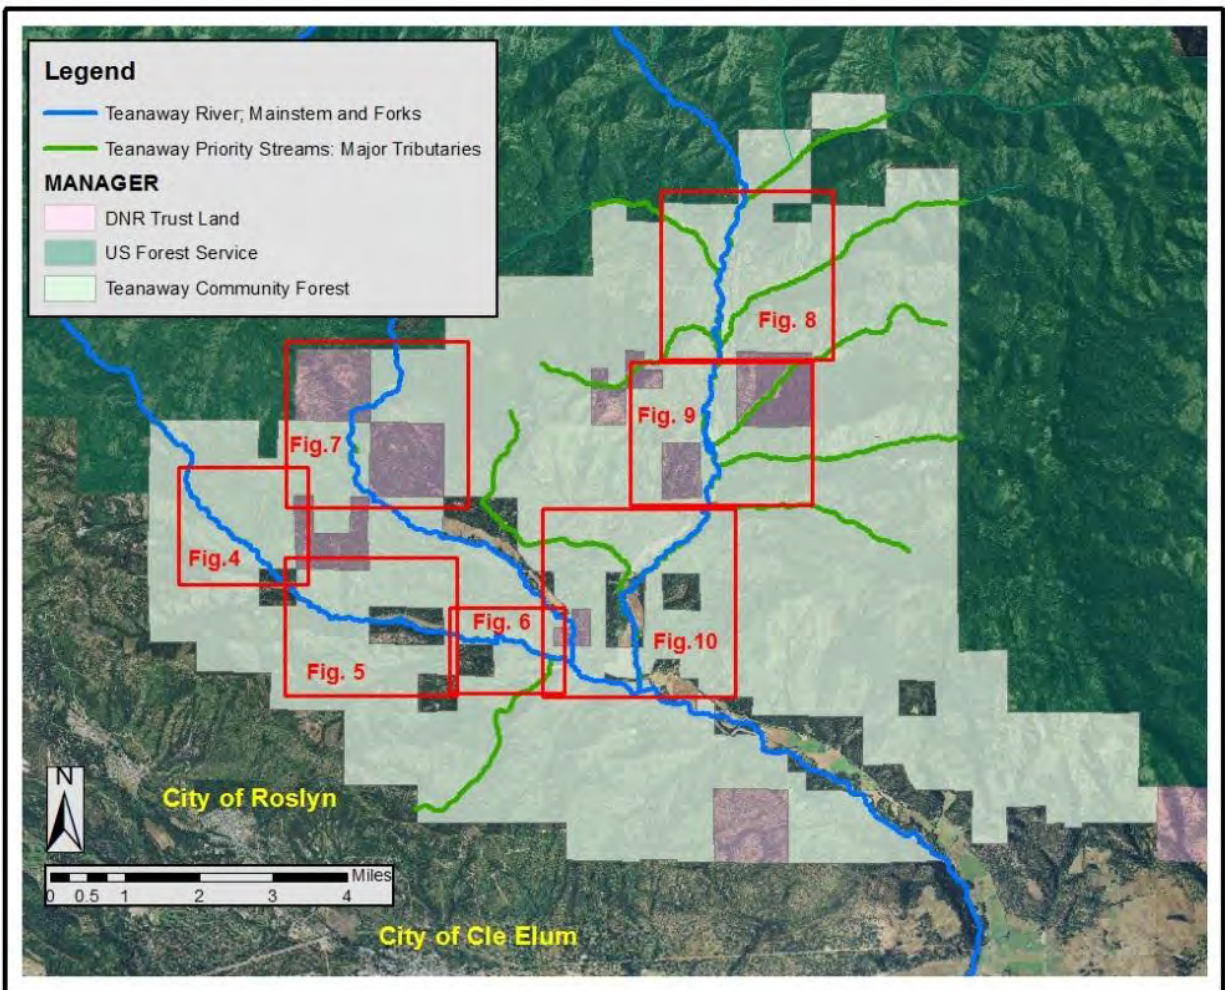 Legend
Teanaway River; Mainstem and Forks
Teanaway Priority Streams: Major Tributaries
MANAGER
DNR Trust Land
US Forest Service
Teanaway Community Forest
Fig. 8
Fig. 9
Fig.7
Fig.4
Fig. 6
Fig.10
Fig. 5
N
City of Roslyn
Miles
0 0.5 1 2 3 4
City of Cle Elum